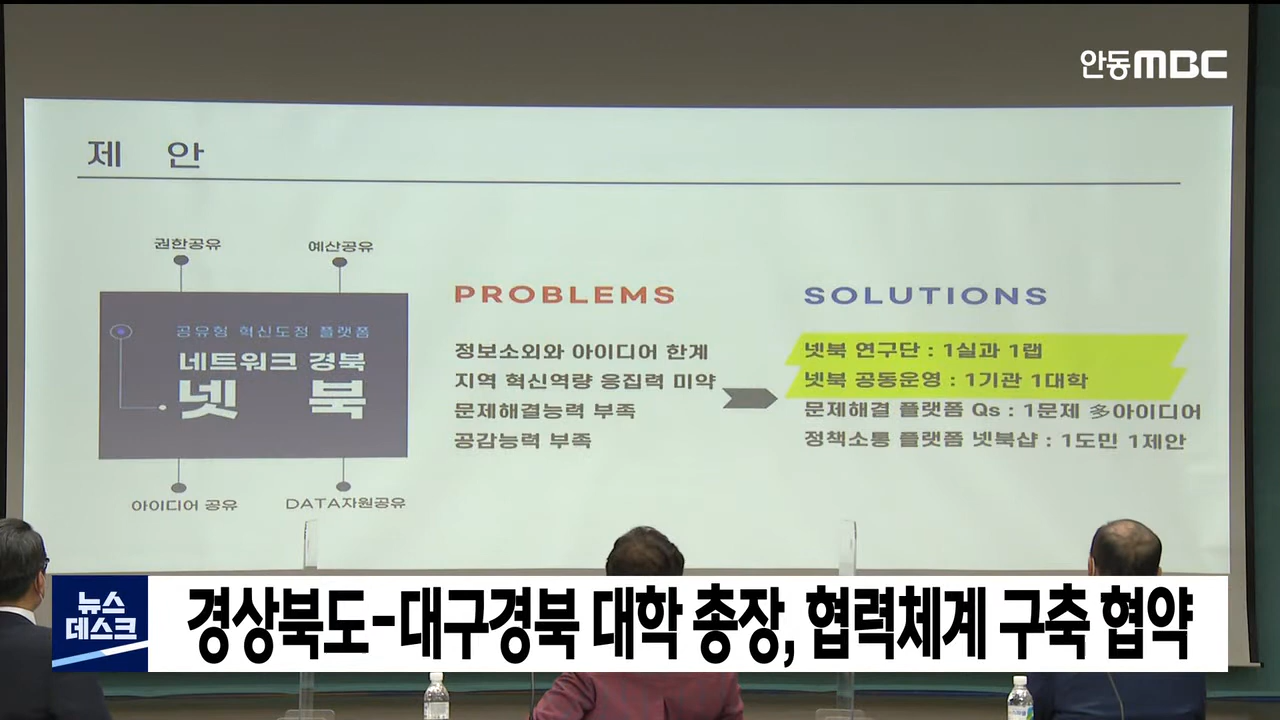 안동MBC
제 안
권한공유
예산공유
공유형 혁신도정 플랫폼
네트워크 경북
넷 북
아이디어 공유
DATA자원공유
PROBLEMS
정보소외와 아이디어 한계
지역 혁신역량 응집력 미약
문제해결능력 부족
공감능력 부족
SOLUTIONS
넷북 연구단 : 1실과 1랩
넷북 공동운영 : 1기관 1대학
문제해결 플랫폼 Qs : 1문제 多아이디어
정책소통 플랫폼 넷북샵 : 1도민 1제안
뉴스
데스크
경상북도-대구경북 대학 총장, 협력체계 구축 협약